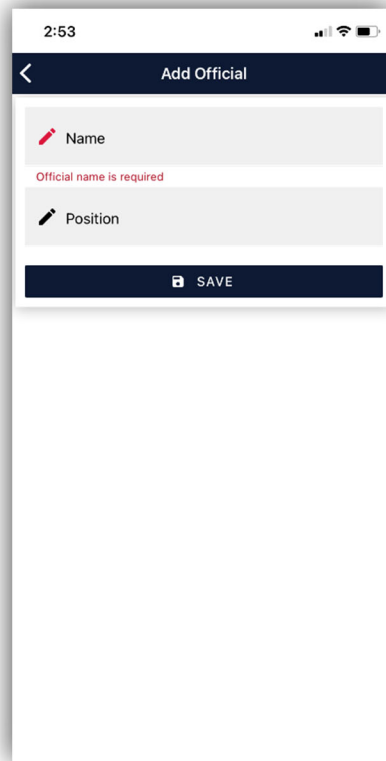 2:53
Add Official
Name
Official name is required
Position
SAVE